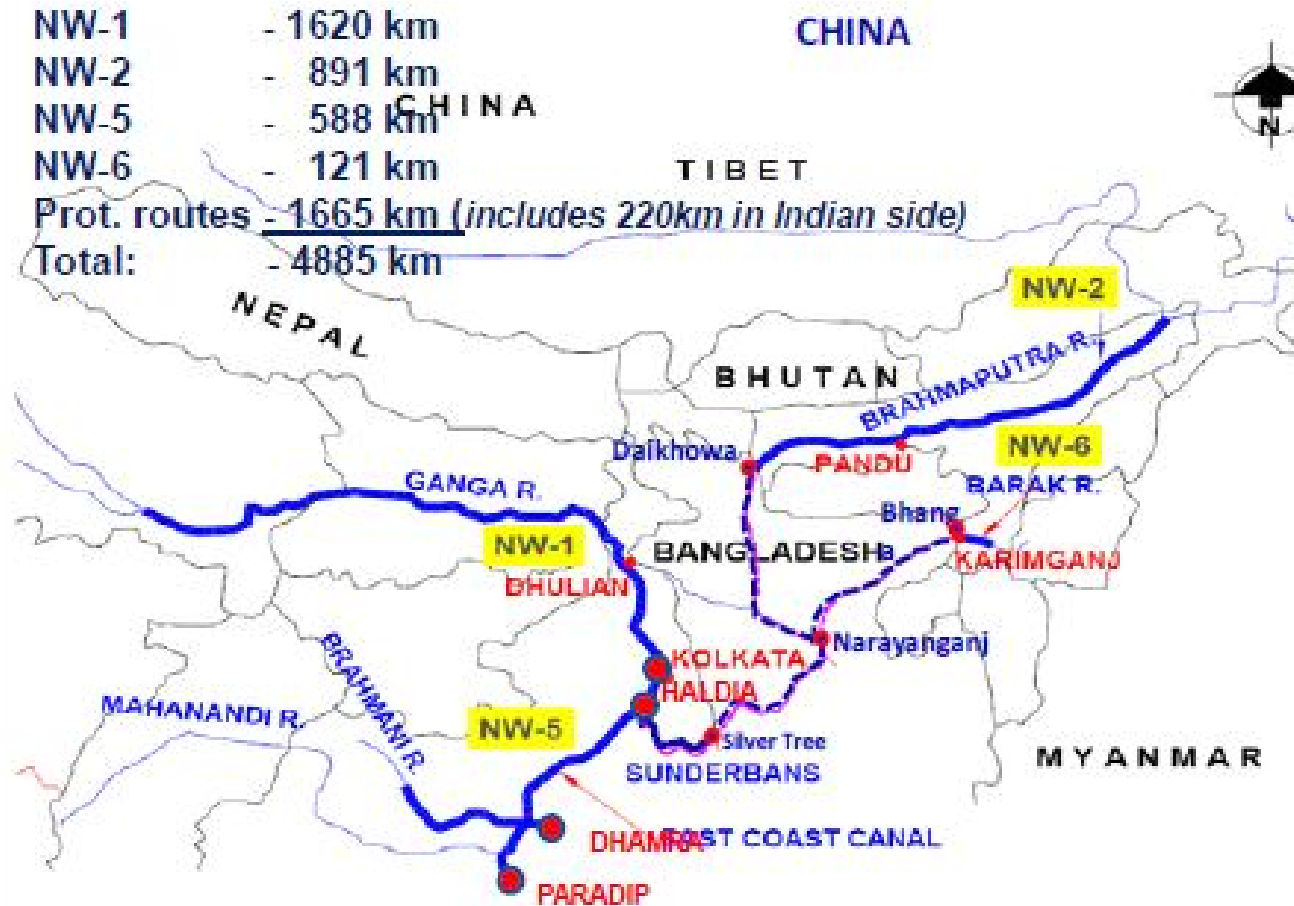 NW-1 - 1620 km
NW-2 - 891 km
NW-5 - 588 km
NW-6 - 121 km
Prot. routes - 1665 km (includes 220km in Indian side)
Total: - 4885 km
CHINA
CHINA
TIBET
N
NEPAL
NW-2
BHUTAN
BRAHMAPUTRA R.
Daikhowa
PANDU
NW-6
GANGA R.
BARAK R.
Bhang
NW-1
BANGLADESH
KARIMGANJ
DHULIAN
Narayanganj
KOLKATA
HALDIA
BRAHMANI R.
MAHANANDI R.
NW-5
Silver Tree
SUNDERBANS
MYANMAR
DHAMRA
EAST COAST CANAL
PARADIP